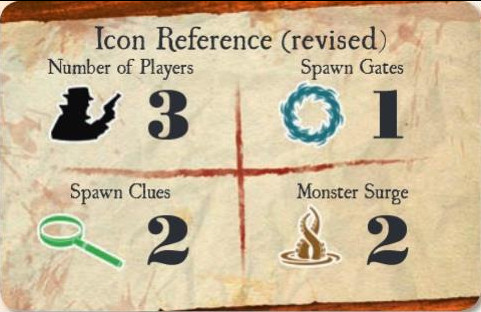 Icon Reference (revised)
Number of Players
3
Spawn Gates
1
Spawn Clues
2
Monster Surge
2